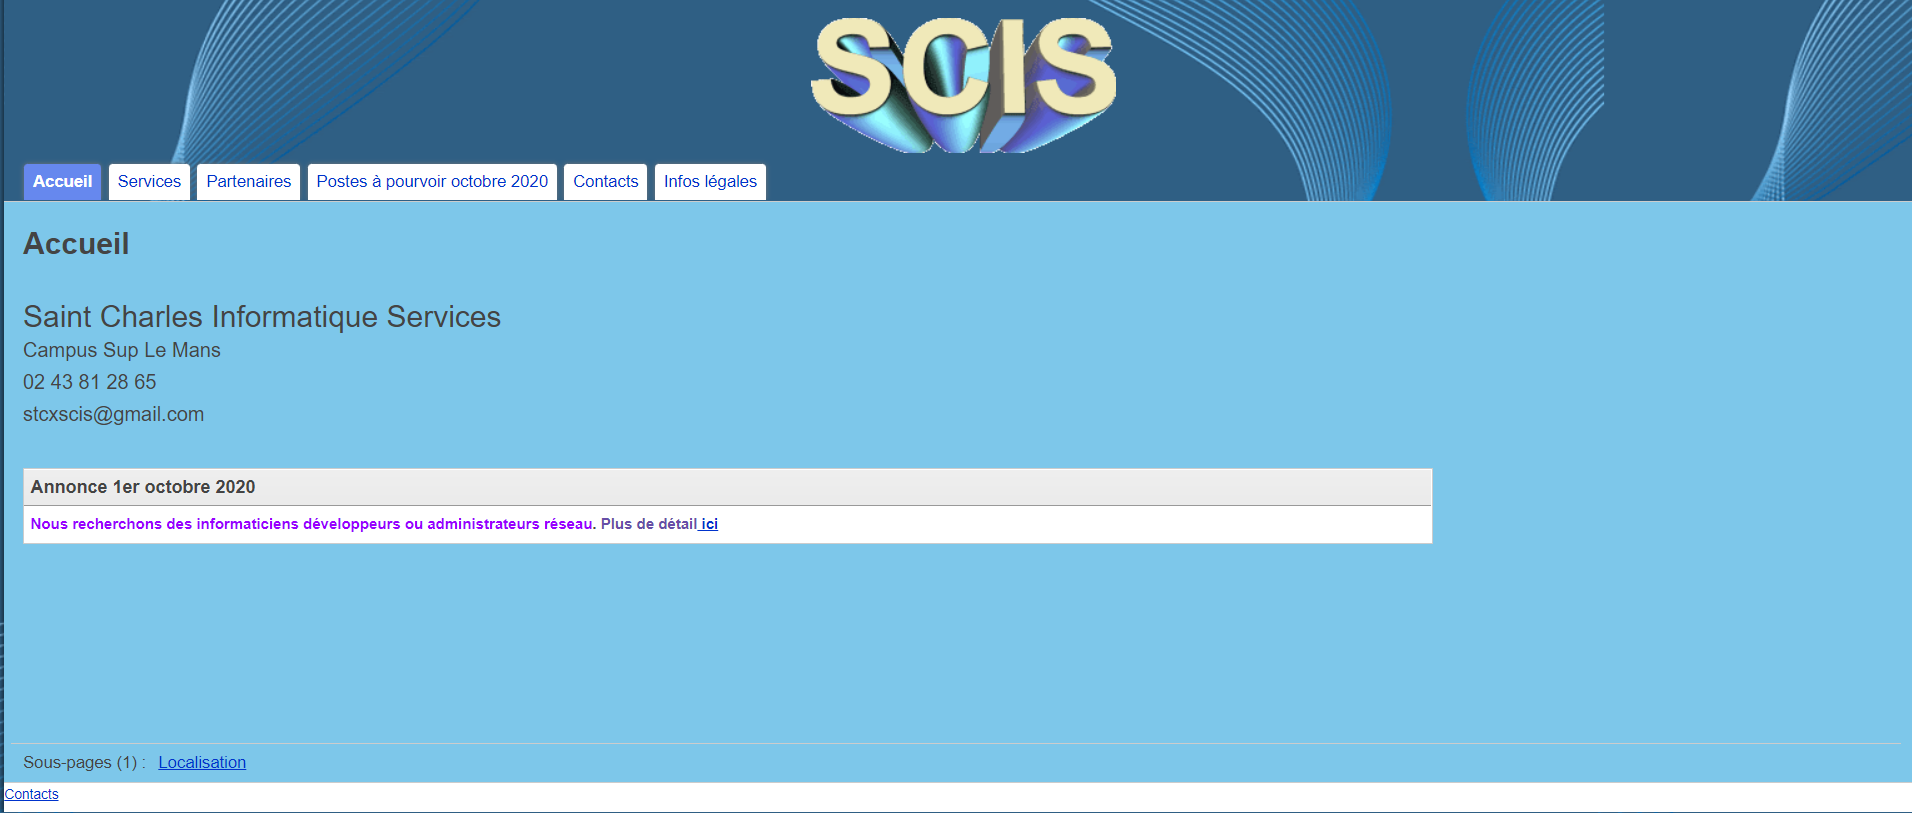 SCIS
Accueil Services Partenaires Postes à pourvoir octobre 2020 Contacts Infos légales
Accueil
Saint Charles Informatique Services
Campus Sup Le Mans
02 43 81 28 65
stcxscis@gmail.com
Annonce 1er octobre 2020
Nous recherchons des informaticiens développeurs ou administrateurs réseau. Plus de détail ici
Sous-pages (1) : Localisation
Contacts